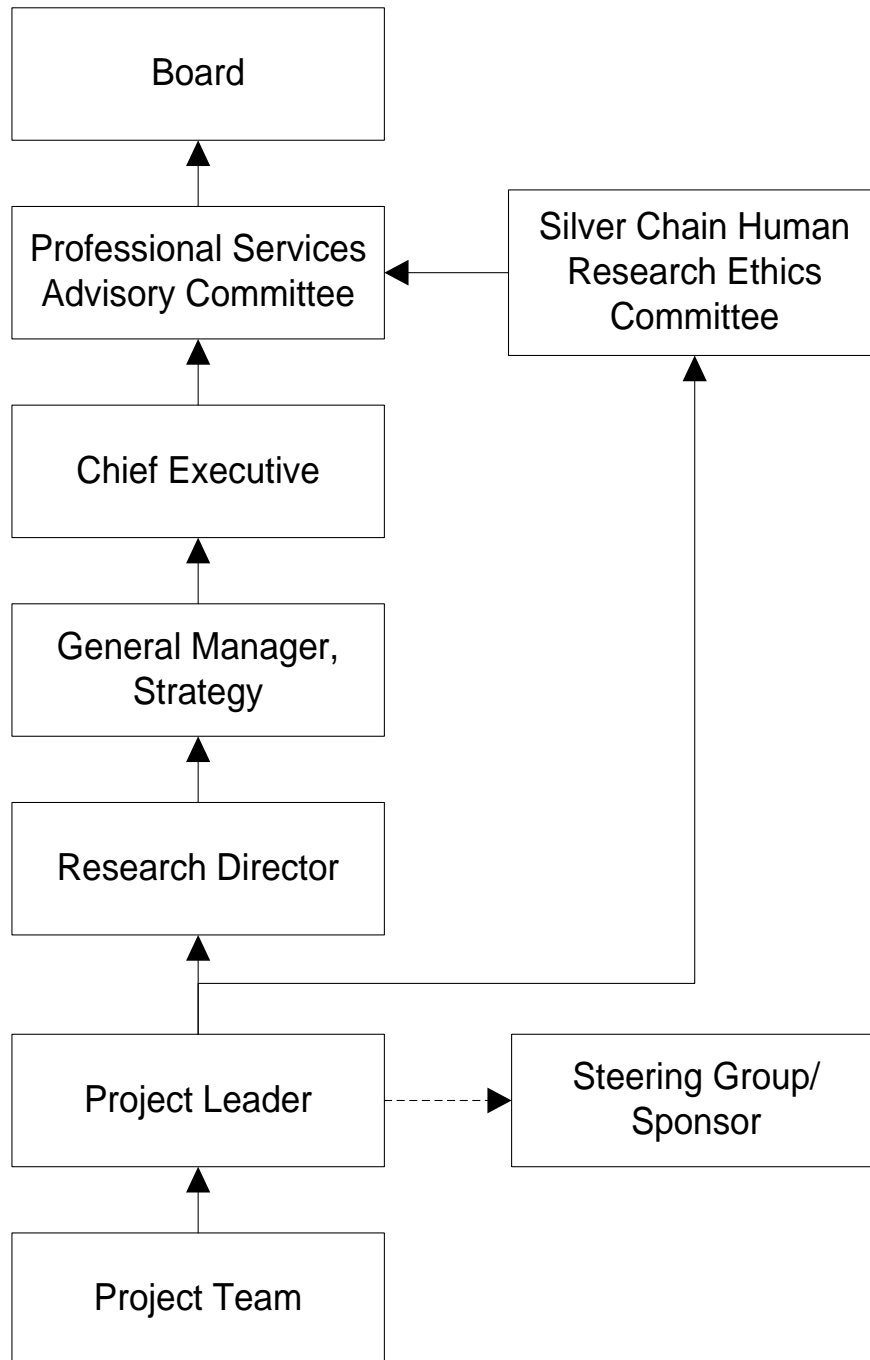 Board
Professional Services
Advisory Committee
Silver Chain Human
Research Ethics
Committee
Chief Executive
General Manager,
Strategy
Research Director
Project Leader
Steering Group/
Sponsor
Project Team